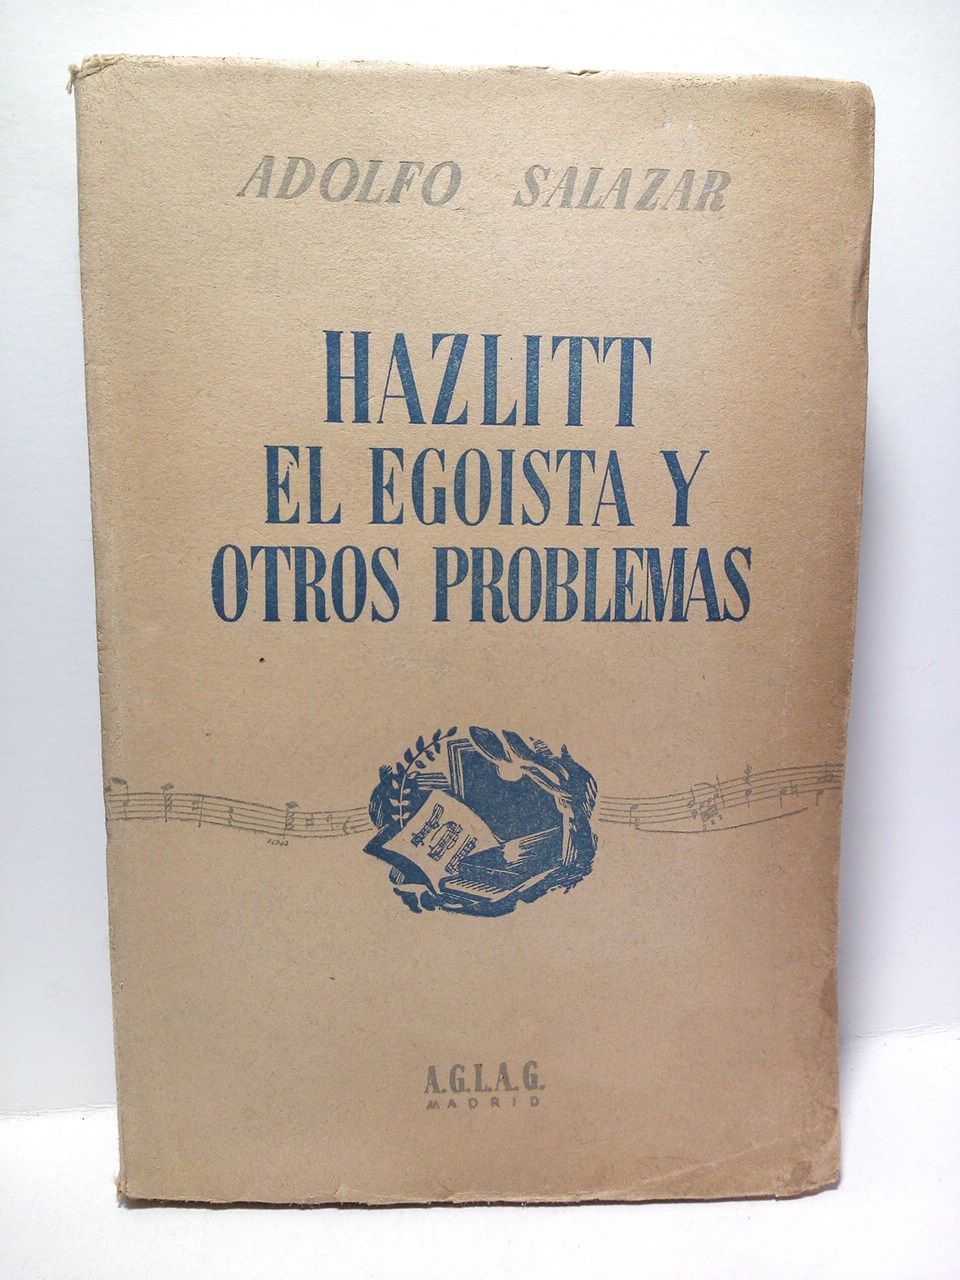 ADOLFO SALAZAR
HAZLITT
EL EGOISTA Y
OTROS PROBLEMAS
A.G.L.A.G.
MADRID